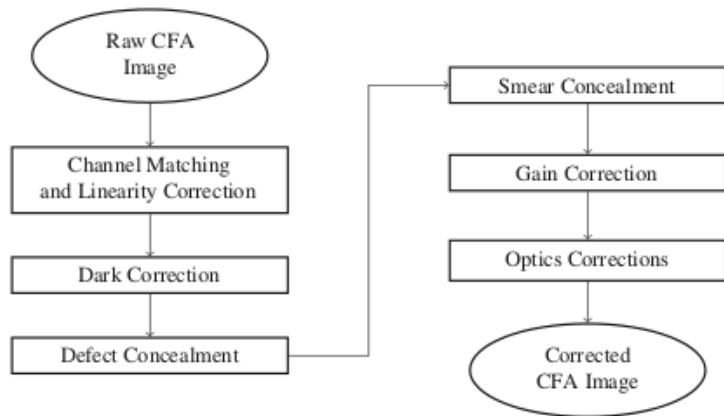 Raw CFA
Image
Channel Matching
and Linearity Correction
Dark Correction
Defect Concealment
Smear Concealment
Gain Correction
Optics Corrections
Corrected
CFA Image